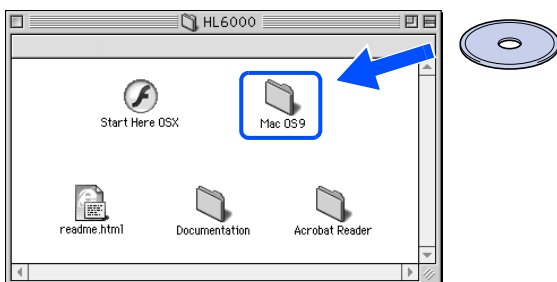 HL6000
Start Here OSX
Mac OS9
readme.html
Documentation
Acrobat Reader